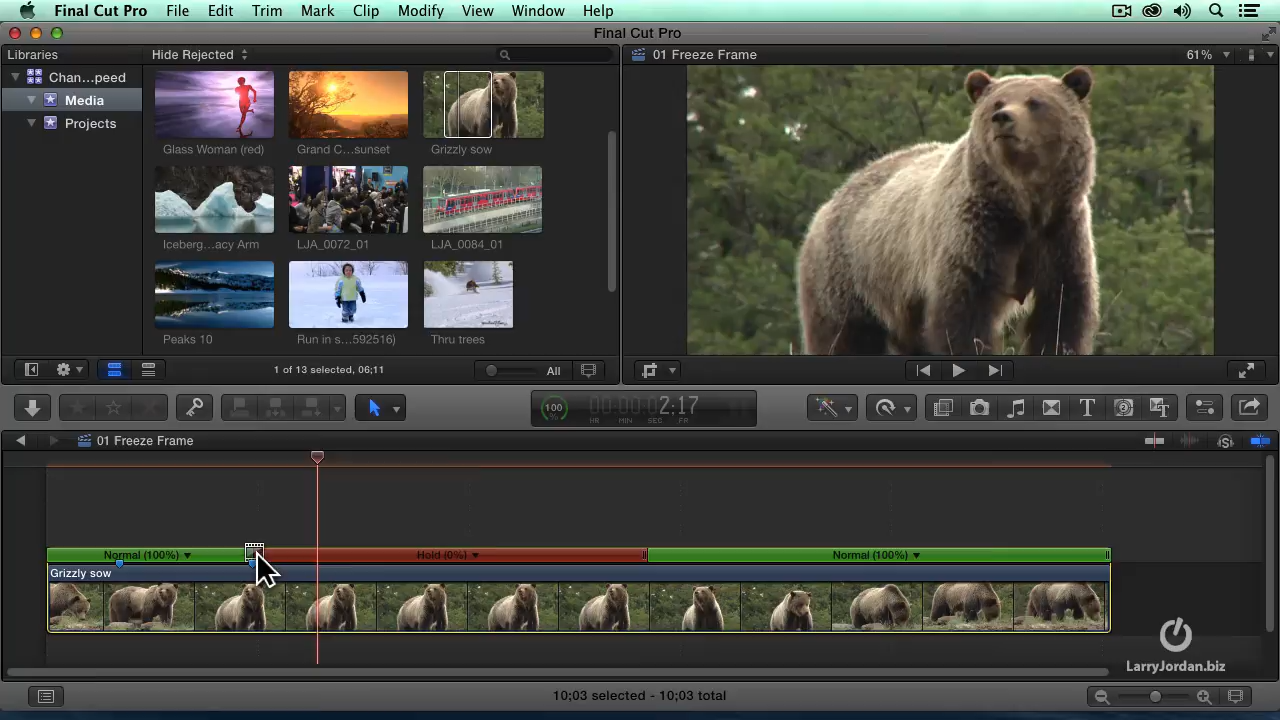 Final Cut Pro File Edit Trim Mark Clip Modify View Window Help
Final Cut Pro
Libraries
Hide Rejected
01 Freeze Frame
61%
Chan...peed
Media
Projects
Glass Woman (red)
Grand C...sunset
Grizzly sow
Iceberg...acy Arm
LJA_0072_01
LJA_0084_01
Peaks 10
Run in s...592516)
Thru trees
1 of 13 selected, 06;11
All
100
%
00:00:02;17
HR MIN SEC FR
01 Freeze Frame
Normal (100%)
Hold (0%)
Normal (100%)
Grizzly sow
LarryJordan.biz
10;03 selected - 10;03 total